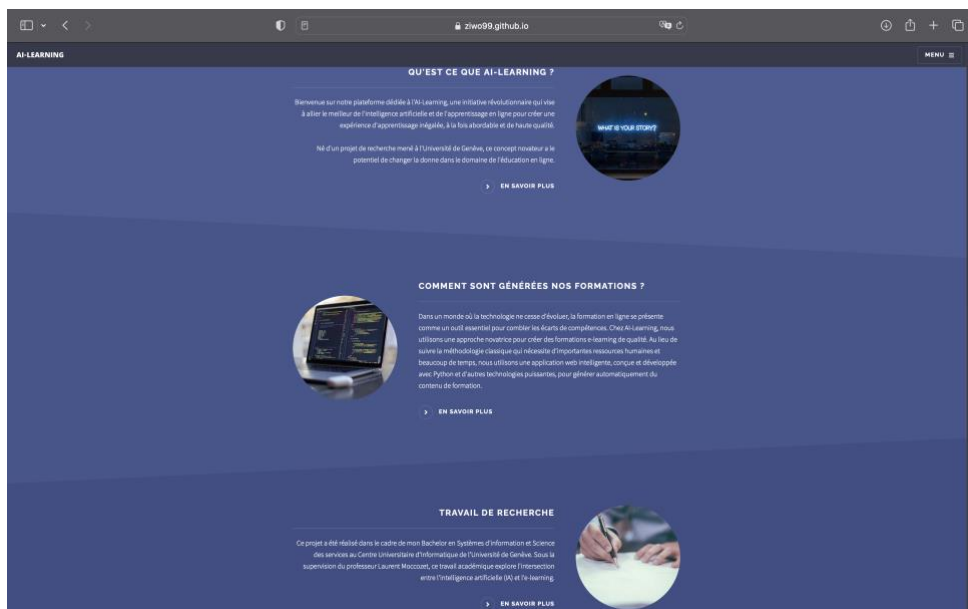 ziwo99.github.io
AI-LEARNING
MENU
QU'EST CE QUE AI-LEARNING ?
Bienvenue sur notre plateforme dédiée à l'AI-Learning, une initiative révolutionnaire qui vise
à allier le meilleur de l'intelligence artificielle et de l'apprentissage en ligne pour créer une
expérience d'apprentissage inégalée, à la fois abordable et de haute qualité.
Né d'un projet de recherche mené à l'Université de Genève, ce concept novateur a le
potentiel de changer la donne dans le domaine de l'éducation en ligne.
EN SAVOIR PLUS
WHAT IS YOUR STORY?
COMMENT SONT GÉNÉRÉES NOS FORMATIONS ?
Dans un monde où la technologie ne cesse d'évoluer, la formation en ligne se présente
comme un outil essentiel pour combler les écarts de compétences. Chez AI-Learning, nous
utilisons une approche novatrice pour créer des formations e-learning de qualité. Au lieu de
suivre la méthodologie classique qui nécessite d'importantes ressources humaines et
beaucoup de temps, nous utilisons une application web intelligente, conçue et développée
avec Python et d'autres technologies puissantes, pour générer automatiquement du
contenu de formation.
EN SAVOIR PLUS
TRAVAIL DE RECHERCHE
Ce projet a été réalisé dans le cadre de mon Bachelor en Systèmes d'Information et Science
des services au Centre Universitaire d'Informatique de l'Université de Genève. Sous la
supervision du professeur Laurent Moccozet, ce travail académique explore l'intersection
entre l'intelligence artificielle (IA) et l'e-learning.
EN SAVOIR PLUS